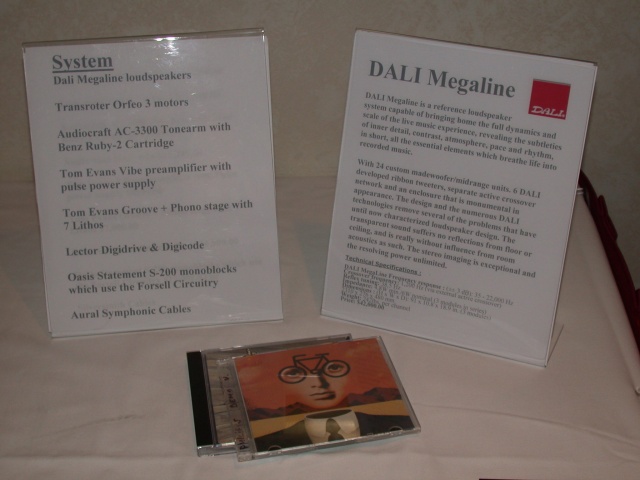 System
Dali Megaline loudspeakers
Transroter Orfeo 3 motors
Audiocraft AC-3300 Tonearm with
Benz Ruby-2 Cartridge
Tom Evans Vibe preamplifier with
pulse power supply
Tom Evans Groove + Phono stage with
7 Lithos
Lector Digidrive & Digicode
Oasis Statement S-200 monoblocks
which use the Forsell Circuitry
Aural Symphonic Cables
DALI Megaline
DALI
DALI Megaline is a reference loudspeaker
system capable of bringing home the full dynamics and
scale of the live music experience, revealing the subtleties
of inner detail, contrast, atmosphere, pace and rhythm,
in short, all the essential elements which breathe life into
recorded music.
With 24 custom madewoofer/midrange units. 6 DALI
developed ribbon tweeters, separate active crossover
network and an enclosure that is monumental in
appearance. The design and the numerous DALI
technologies remove several of the problems that have
until now characterized loudspeaker design. The
transparent sound suffers no reflections from floor or
ceiling, and is really without influence from room
acoustics as such. The stereo imaging is exceptional and
the resolving power unlimited.
Technical Specifications :